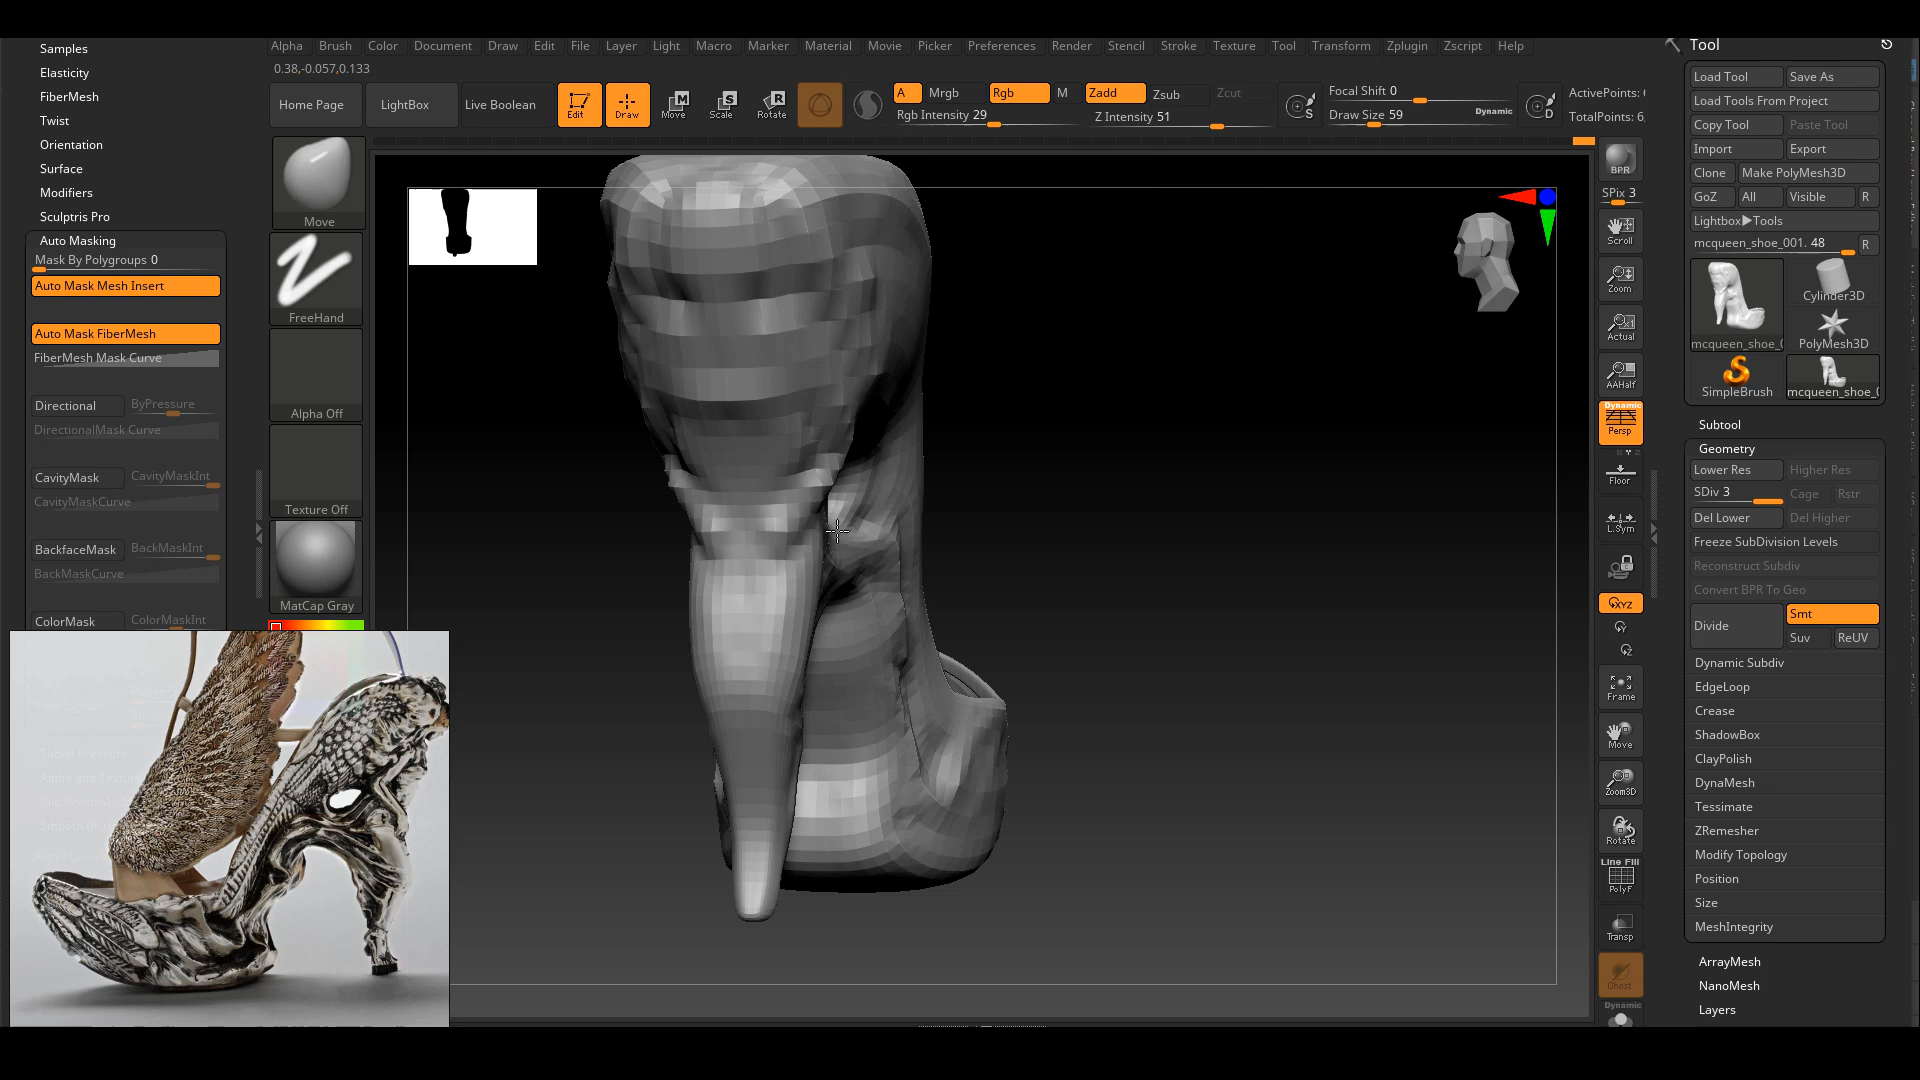 Alpha Brush Color Document Draw Edit File Layer Light Macro Marker Material Movie Picker Preferences Render Stencil Stroke Texture Tool Transform Zplugin Zscript Help
0.38,-0.057,0.133
Samples
Elasticity
FiberMesh
Twist
Orientation
Surface
Modifiers
Sculptris Pro
Auto Masking
Mask By Polygroups 0
Auto Mask Mesh Insert
Auto Mask FiberMesh
FiberMesh Mask Curve
Directional ByPressure
DirectionalMask Curve
CavityMask CavityMaskInt
CavityMaskCurve
BackfaceMask BackMaskInt
BackMaskCurve
ColorMask ColorMaskInt
Home Page
LightBox
Live Boolean
Edit
Draw
Move
Scale
Rotate
A Mrgb Rgb M Zadd Zsub Zcut
Rgb Intensity 29
Z Intensity 51
S
Focal Shift 0
Draw Size 59 Dynamic
D
ActivePoints:
TotalPoints: 6,
Move
FreeHand
Alpha Off
Texture Off
MatCap Gray
BPR
SPix 3
Scroll
Zoom
Actual
AAHalf
Dynamic
Persp
Floor
L.Sym
XYZ
Y
Z
Frame
Move
Zoom3D
Rotate
Line Fill
PolyF
Transp
Ghost
Dynamic
Tool
Load Tool Save As
Load Tools From Project
Copy Tool Paste Tool
Import Export
Clone Make PolyMesh3D
GoZ All Visible R
Lightbox▶Tools
mcqueen_shoe_001. 48 R
mcqueen_shoe_0
Cylinder3D
PolyMesh3D
SimpleBrush
mcqueen_shoe_0
Subtool
Geometry
Lower Res Higher Res
SDiv 3 Cage Rstr
Del Lower Del Higher
Freeze SubDivision Levels
Reconstruct Subdiv
Convert BPR To Geo
Divide Smt
Suv ReUV
Dynamic Subdiv
EdgeLoop
Crease
ShadowBox
ClayPolish
DynaMesh
Tessimate
ZRemesher
Modify Topology
Position
Size
MeshIntegrity
ArrayMesh
NanoMesh
Layers